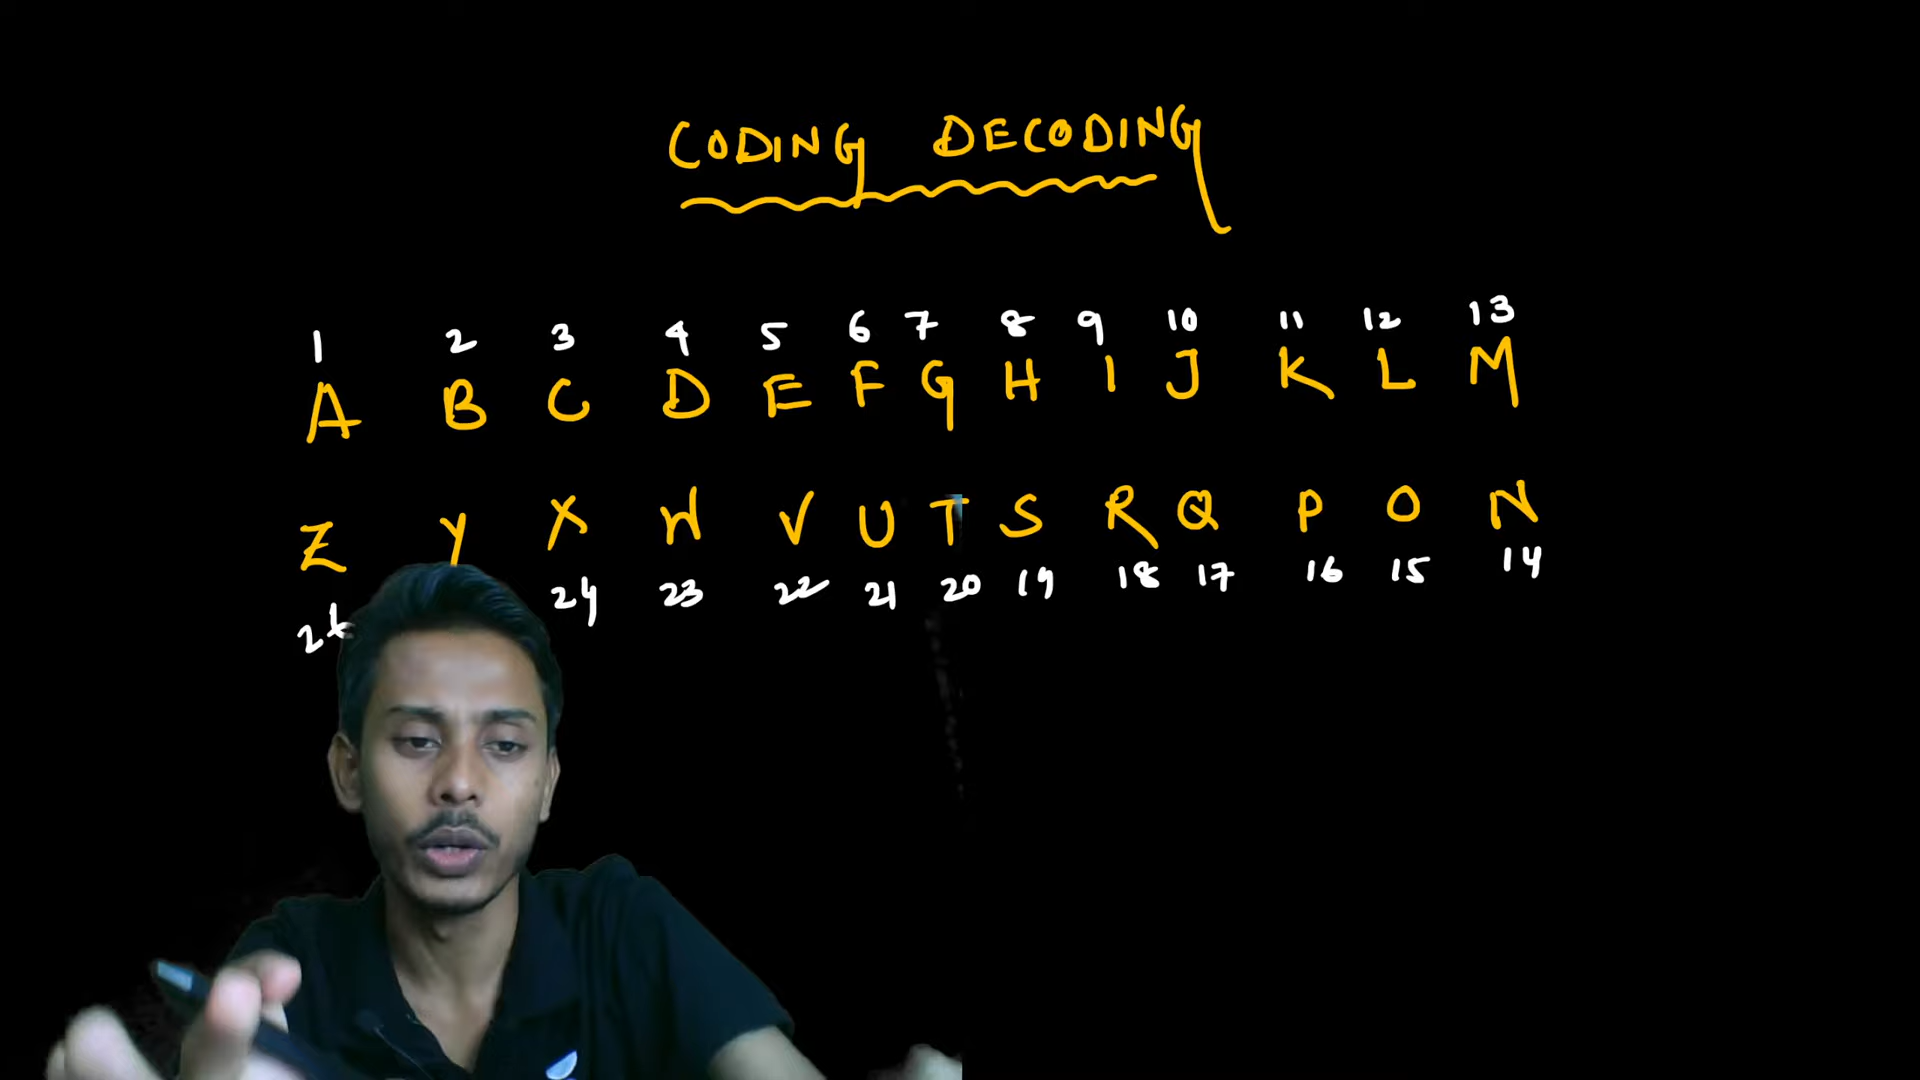 CODING DECODING
1 2 3 4 5 6 7 8 9 10 11 12 13
A B C D E F G H I J K L M
Z Y X W V U T S R Q P O N
26 24 23 22 21 20 19 18 17 16 15 14